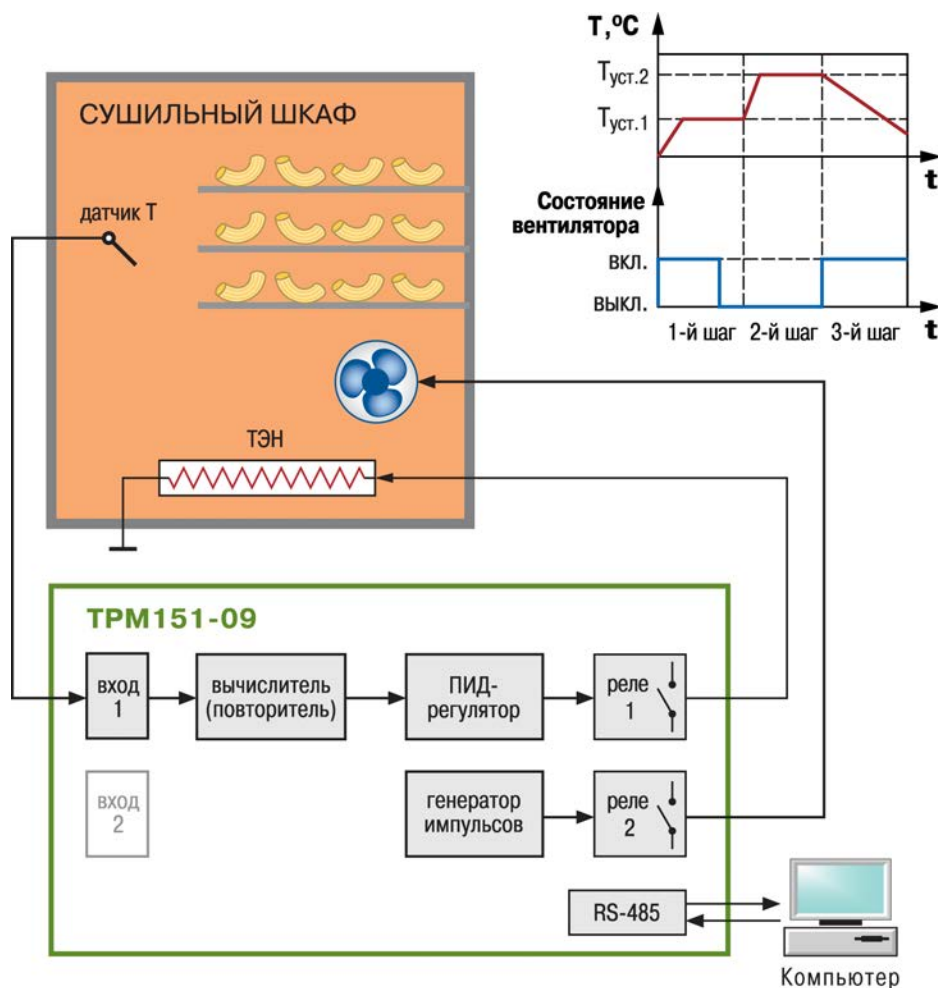 СУШИЛЬНЫЙ ШКАФ
датчик Т
ТЭН
Т,ºС
Туст.2
Туст.1
t
Состояние
вентилятора
ВКЛ.
ВЫКЛ.
1-й шаг 2-й шаг 3-й шаг
t
ТРМ151-09
вход
1
вычислитель
(повторитель)
ПИД-
регулятор
реле
1
вход
2
генератор
импульсов
реле
2
RS-485
Компьютер